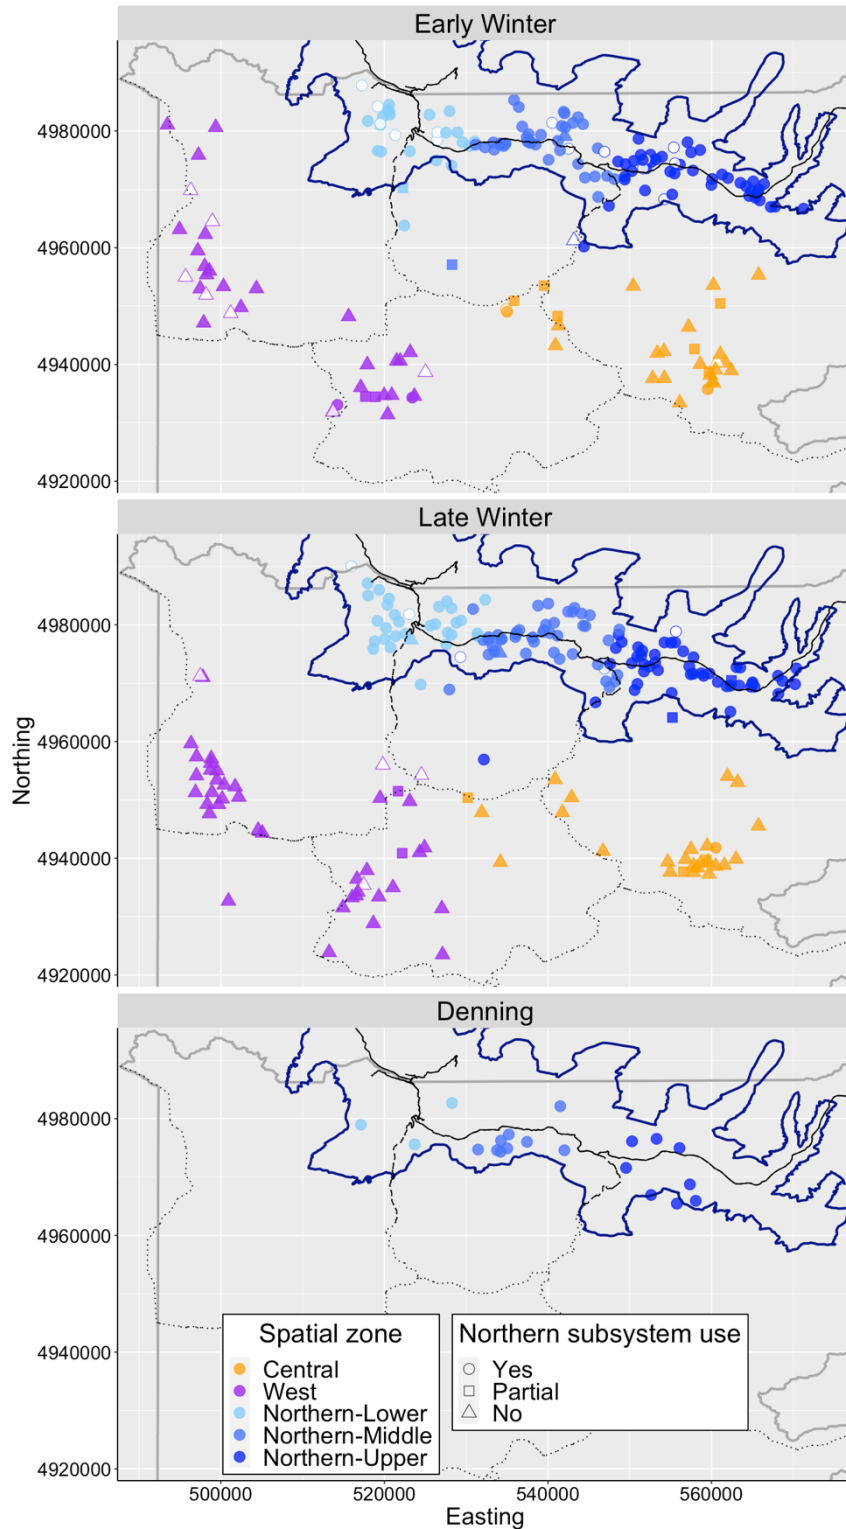 Early Winter
4980000
4960000
4940000
4920000
Late Winter
4980000
4960000
4940000
4920000
Northing
Denning
4980000
4960000
4940000
4920000
Spatial zone
Central
West
Northern-Lower
Northern-Middle
Northern-Upper
Northern subsystem use
Yes
Partial
No
500000 520000 540000 560000
Easting